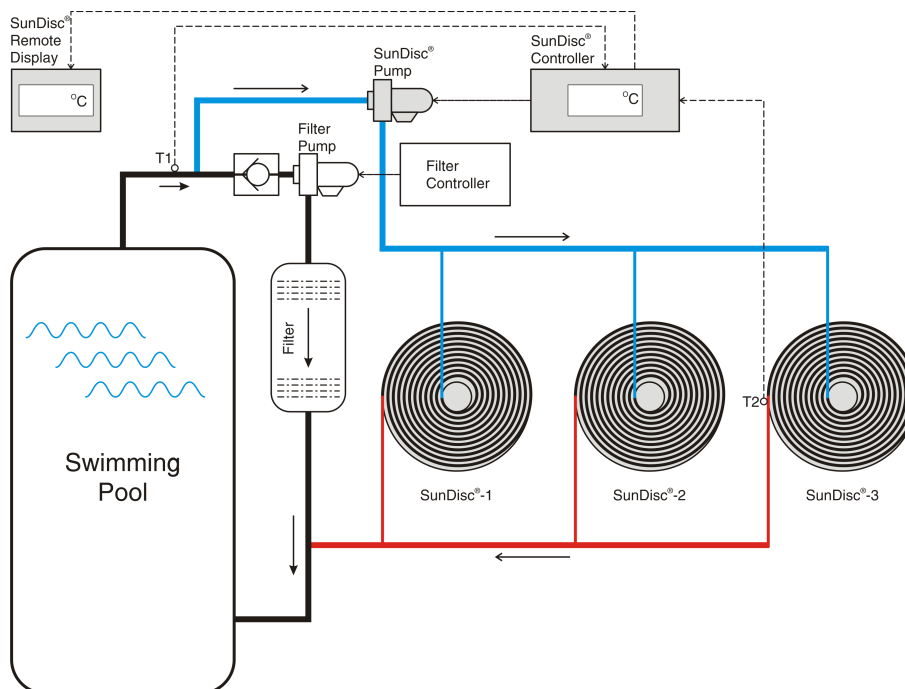 SunDisc®
Remote
Display
°C
SunDisc®
Pump
SunDisc®
Controller
°C
T1
Filter
Pump
Filter
Controller
Filter
Swimming
Pool
T2
SunDisc®-1
SunDisc®-2
SunDisc®-3